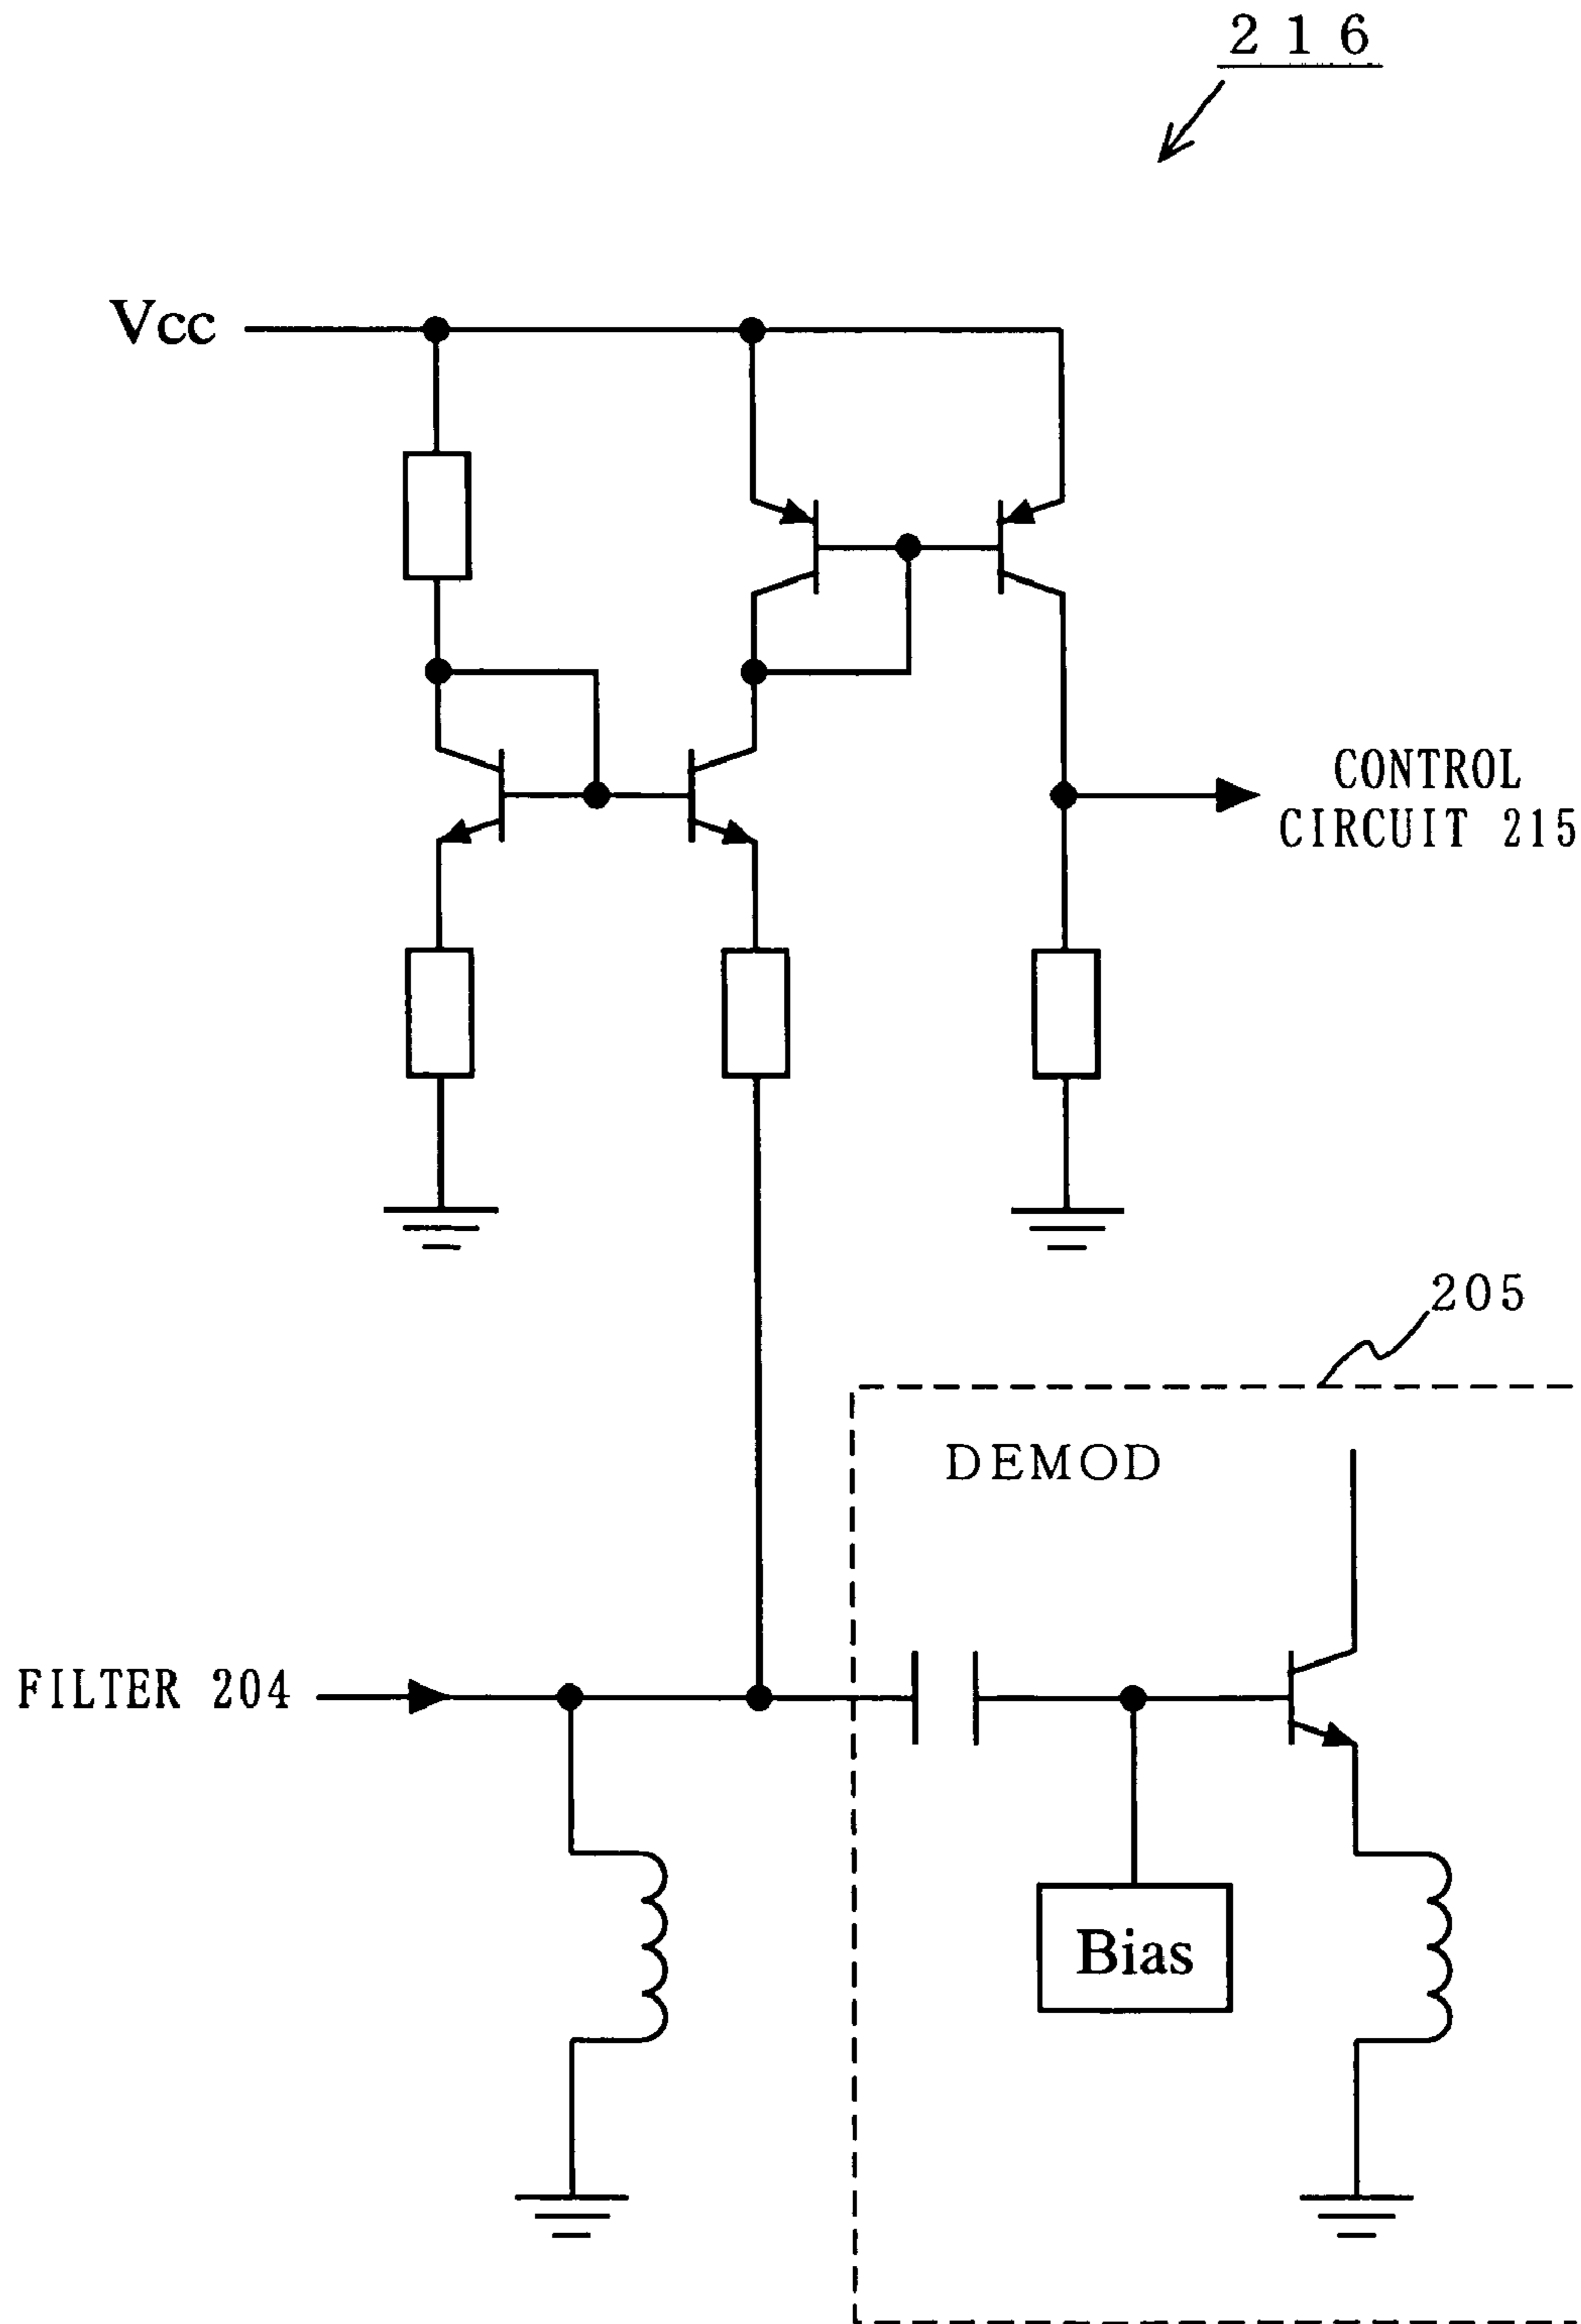 216
Vcc
CONTROL
CIRCUIT 215
205
DEMOD
FILTER 204
Bias